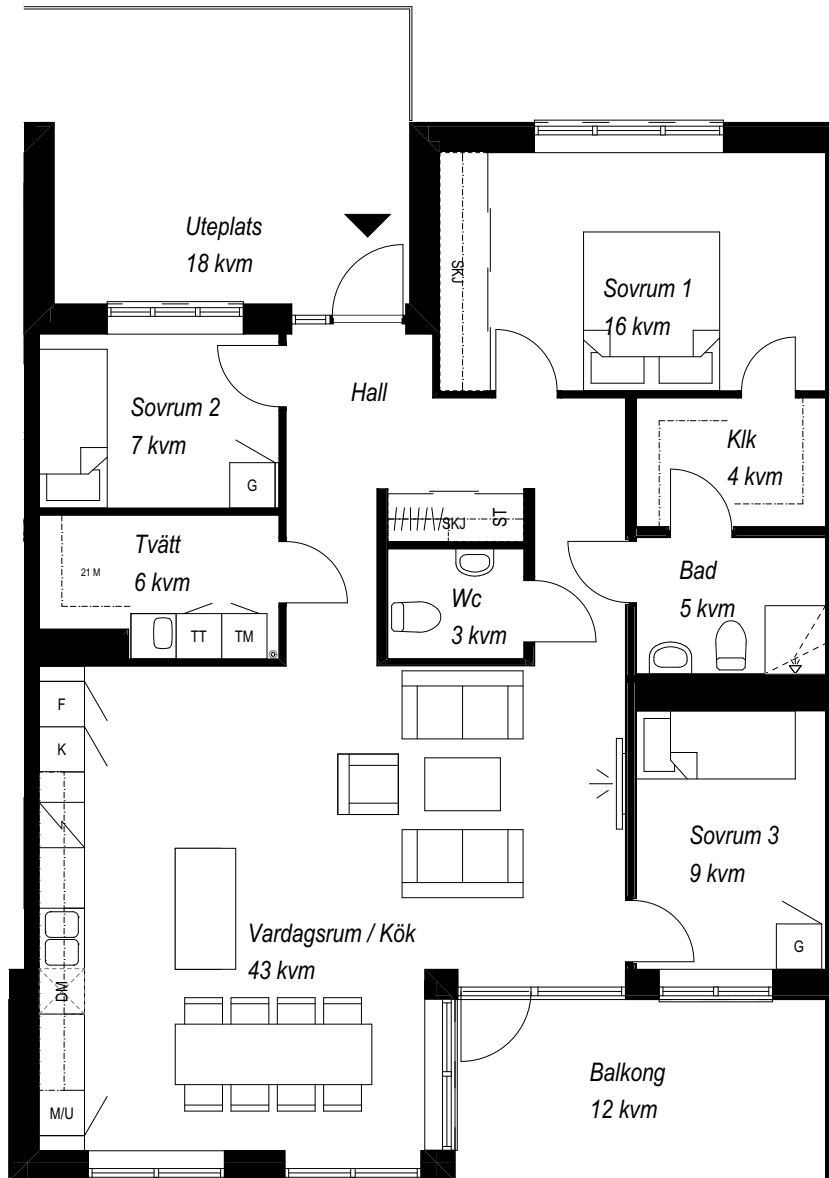 Uteplats
18 kvm
SKJ
Sovrum 1
16 kvm
Hall
Sovrum 2
7 kvm
G
Klk
4 kvm
SKJ
ST
Tvätt
6 kvm
21 M
TT
TM
Wc
3 kvm
Bad
5 kvm
F
K
Sovrum 3
9 kvm
G
Vardagsrum / Kök
43 kvm
DM
M/U
Balkong
12 kvm